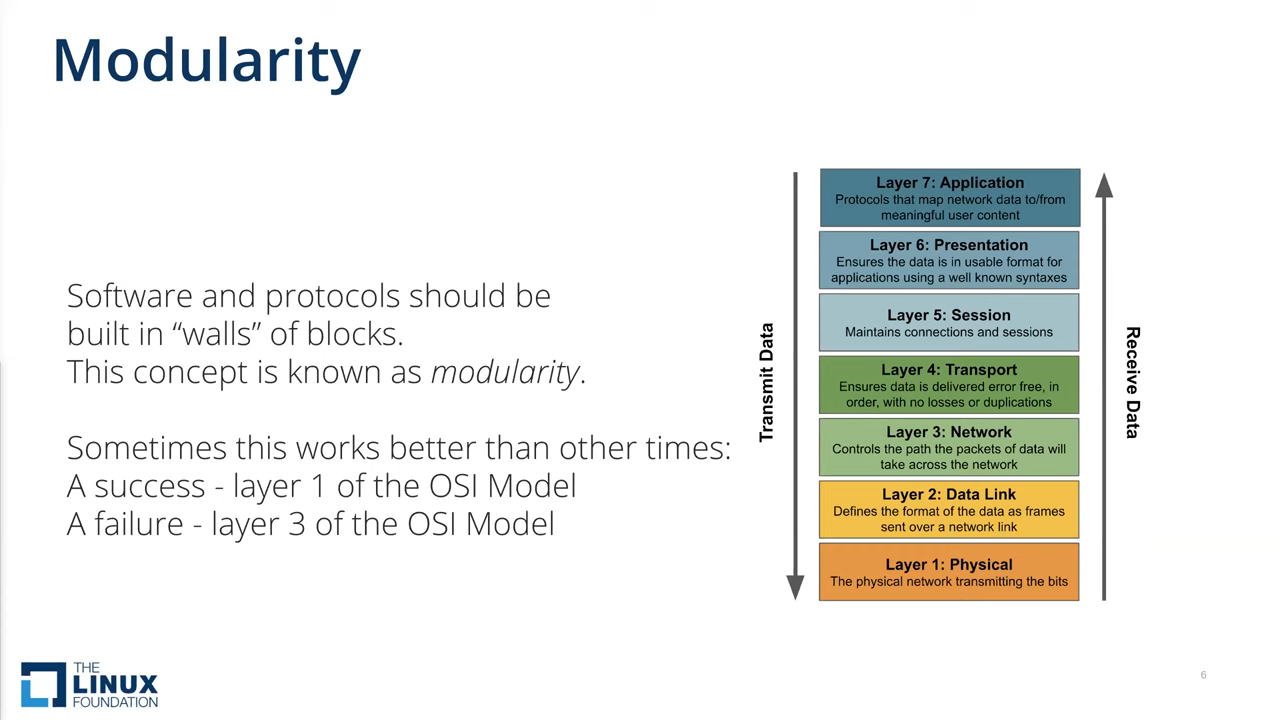 Modularity
Software and protocols should be
built in “walls” of blocks.
This concept is known as modularity.
Sometimes this works better than other times:
A success - layer 1 of the OSI Model
A failure - layer 3 of the OSI Model
Transmit Data
Layer 7: Application
Protocols that map network data to/from
meaningful user content
Layer 6: Presentation
Ensures the data is in usable format for
applications using a well known syntaxes
Layer 5: Session
Maintains connections and sessions
Layer 4: Transport
Ensures data is delivered error free, in
order, with no losses or duplications
Layer 3: Network
Controls the path the packets of data will
take across the network
Layer 2: Data Link
Defines the format of the data as frames
sent over a network link
Layer 1: Physical
The physical network transmitting the bits
Receive Data
THE
LINUX
FOUNDATION
6